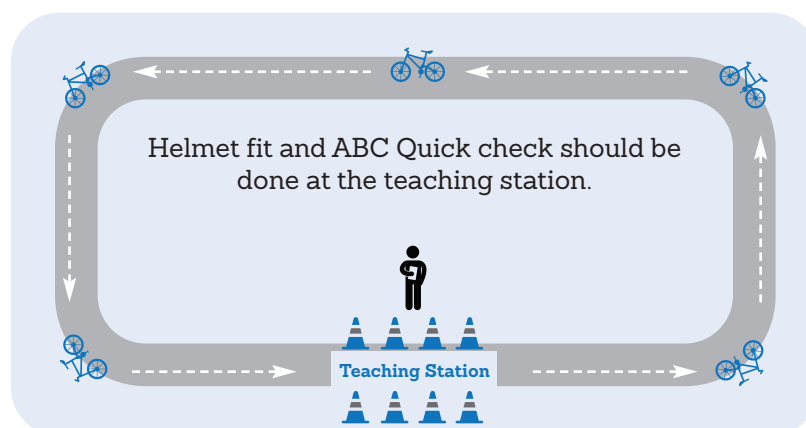 Helmet fit and ABC Quick check should be
done at the teaching station.
Teaching Station